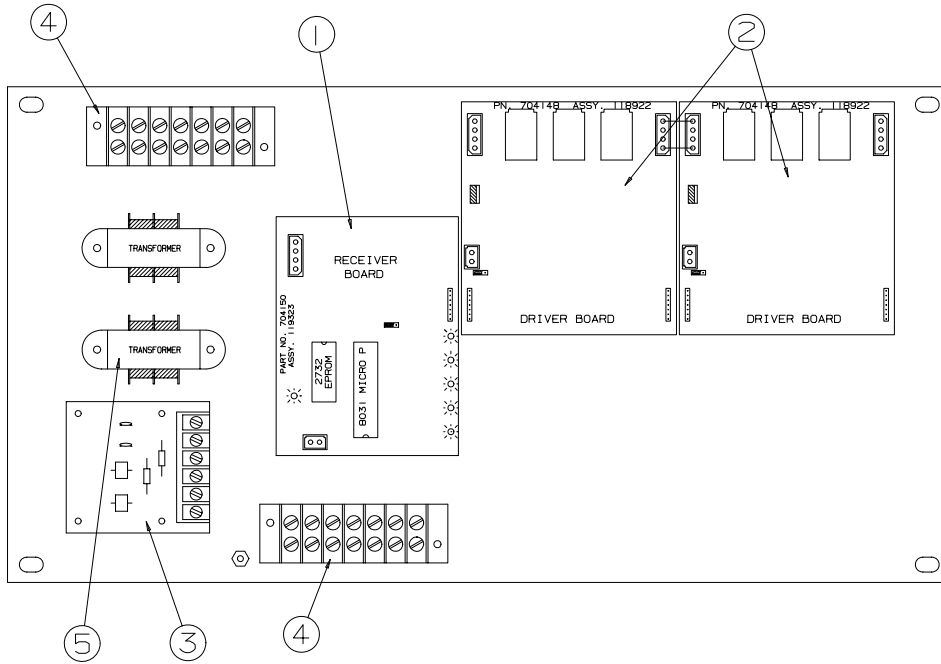 4
1
2
PN. 704148 ASSY. 118922
PN. 704148 ASSY. 118922
TRANSFORMER
RECEIVER
BOARD
PART NO. 704150
ASSY. 119323
DRIVER BOARD
DRIVER BOARD
TRANSFORMER
2732
EPROM
8031 MICRO P
5
3
4